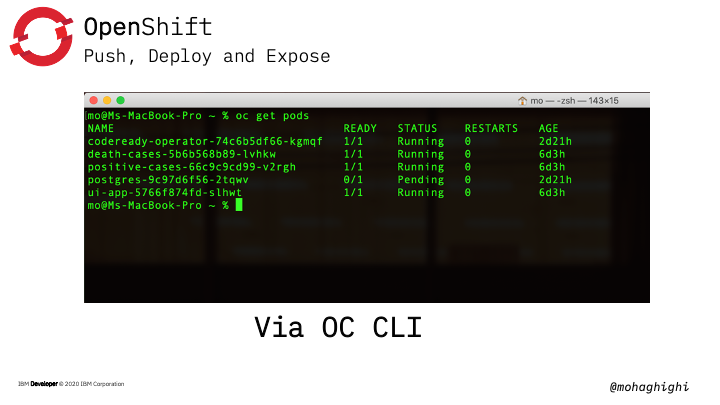 OpenShift
Push, Deploy and Expose
mo — -zsh — 143×15
mo@Ms-MacBook-Pro ~ % oc get pods
NAME READY STATUS RESTARTS AGE
codeready-operator-74c6b5df66-kgmqf 1/1 Running 0 2d21h
death-cases-5b6b568b89-lvhkw 1/1 Running 0 6d3h
positive-cases-66c9c9cd99-v2rgh 1/1 Running 0 6d3h
postgres-9c97d6f56-2tqwv 0/1 Pending 0 2d21h
ui-app-5766f874fd-slhwt 1/1 Running 0 6d3h
mo@Ms-MacBook-Pro ~ %
Via OC CLI
IBM Developer © 2020 IBM Corporation
@mohaghighi